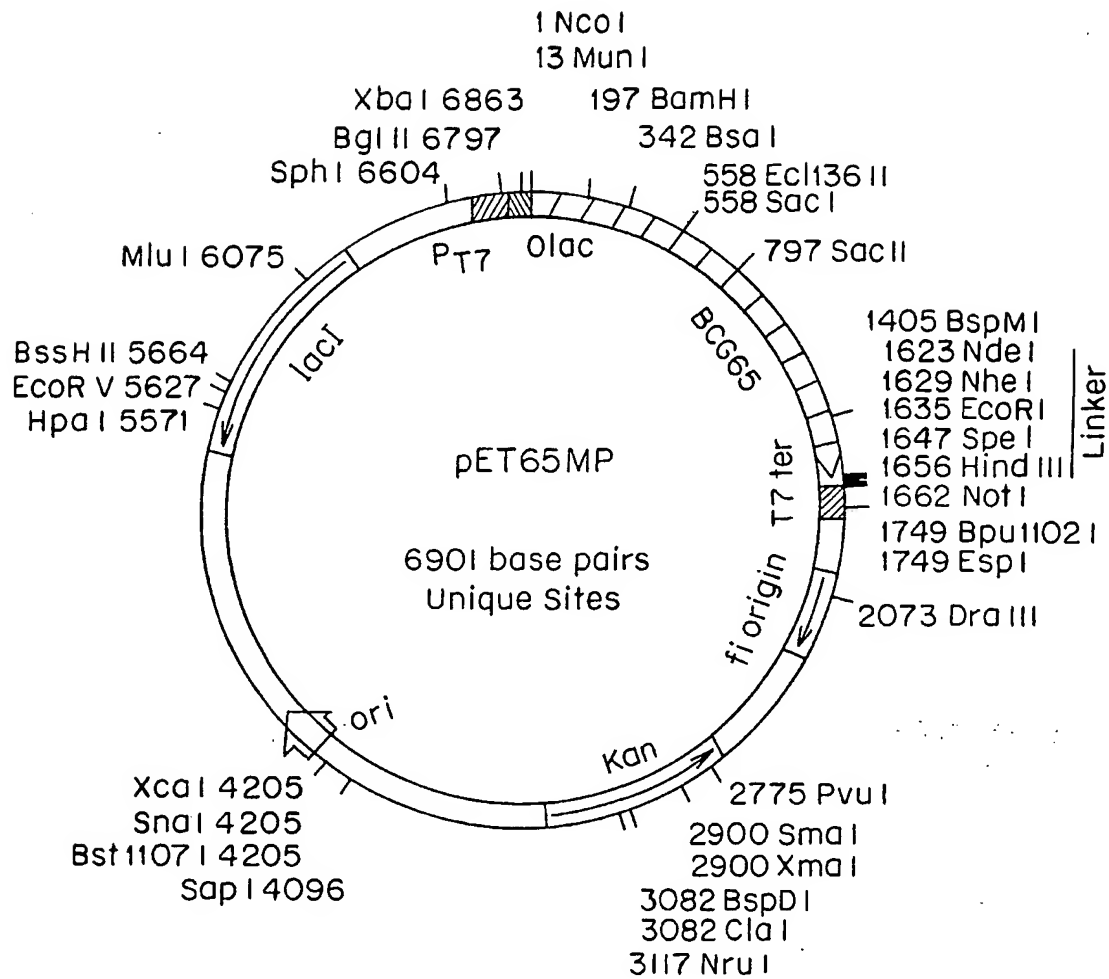 1 Nco I
13 Mun I
Xba I 6863
197 BamH I
Bgl II 6797
342 Bsa I
Sph I 6604
558 Ecl136 II
558 Sac I
PT7
Olac
797 Sac II
Mlu I 6075
lacI
BCG65
1405 BspM I
1623 Nde I
1629 Nhe I
1635 EcoR I
1647 Spe I
1656 Hind III
Linker
1662 Not I
1749 Bpu1102 I
1749 Esp I
BssH II 5664
EcoR V 5627
Hpa I 5571
pET65MP
6901 base pairs
Unique Sites
T7 ter
fi origin
2073 Dra III
ori
Kan
Xca I 4205
Sna I 4205
Bst 1107 I 4205
Sap I 4096
2775 Pvu I
2900 Sma I
2900 Xma I
3082 BspD I
3082 Cla I
3117 Nru I